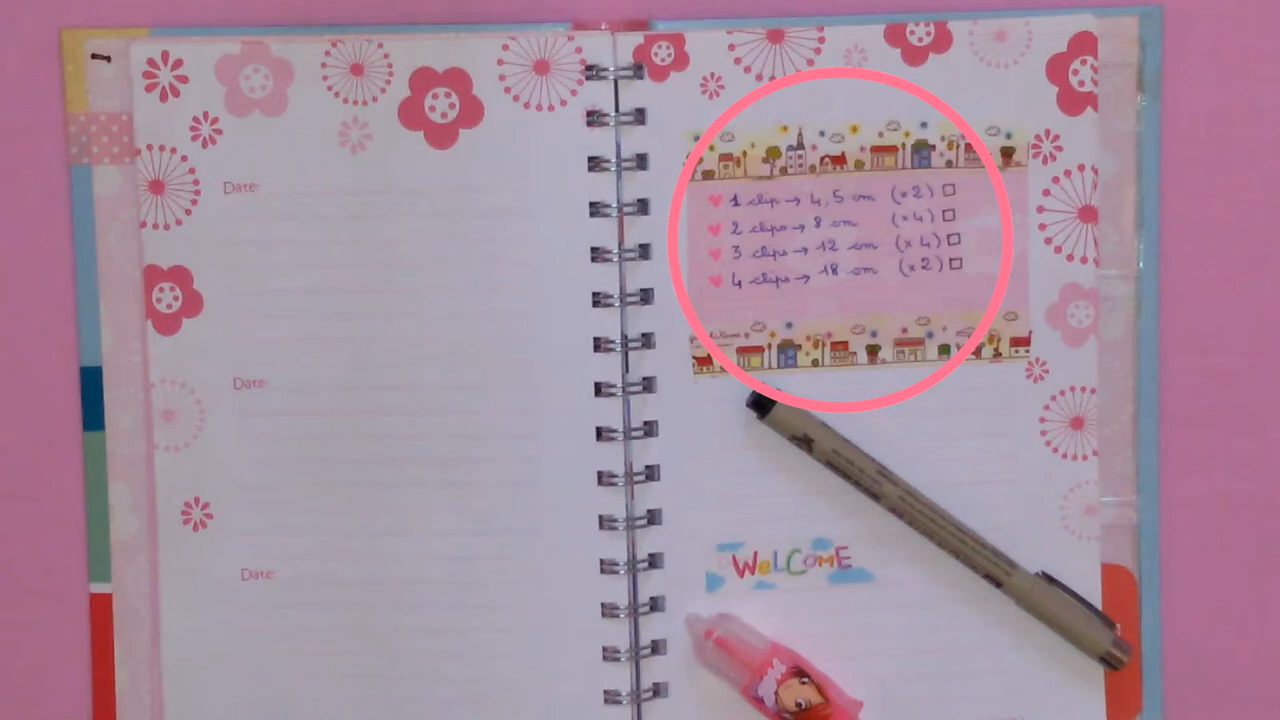 Date:
Date:
Date:
1 clip → 4,5 cm (x2) □
2 clips → 8 cm (x4) □
3 clips → 12 cm (x4) □
4 clips → 18 cm (x2) □
WeLCOmE